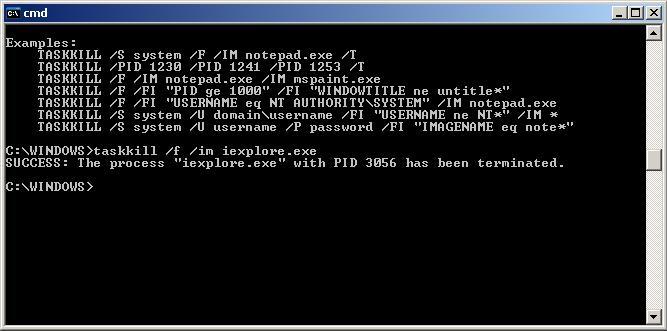 cmd
Examples:
TASKKILL /S system /F /IM notepad.exe /T
TASKKILL /PID 1230 /PID 1241 /PID 1253 /T
TASKKILL /F /IM notepad.exe /IM mspaint.exe
TASKKILL /F /FI "PID ge 1000" /FI "WINDOWTITLE ne untitle*"
TASKKILL /F /FI "USERNAME eq NT AUTHORITY\SYSTEM" /IM notepad.exe
TASKKILL /S system /U domain\username /FI "USERNAME ne NT*" /IM *
TASKKILL /S system /U username /P password /FI "IMAGENAME eq note*"
C:\WINDOWS>taskkill /f /im iexplore.exe
SUCCESS: The process "iexplore.exe" with PID 3056 has been terminated.
C:\WINDOWS>